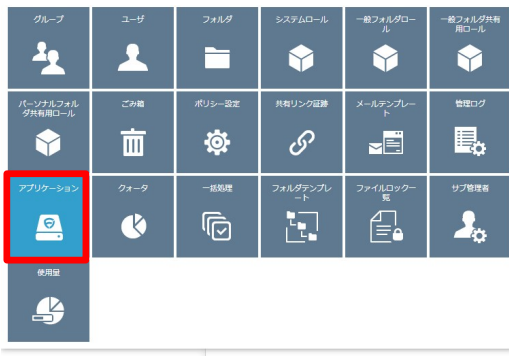 グループ
ユーザ
フォルダ
システムロール
一般フォルダロー
ル
一般フォルダ共有
用ロール
パーソナルフォル
ダ共有用ロール
ごみ箱
ポリシー設定
共有リンク証跡
メールテンプレー
ト
管理ログ
アプリケーション
クォータ
一括処理
フォルダテンプレ
ート
ファイルロック一
覧
サブ管理者
使用量